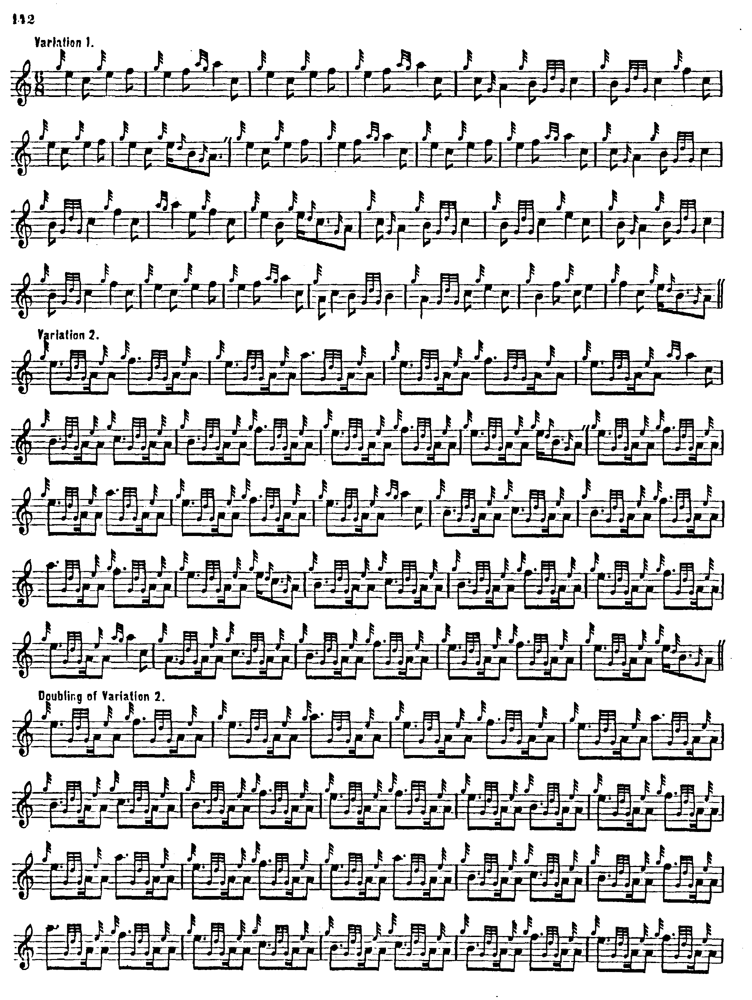 142
Variation 1.
Variation 2.
Doubling of Variation 2.